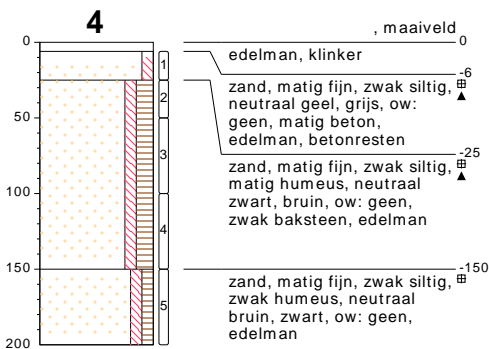 4
, maaiveld
0
0
edelman, klinker
-6
1
zand, matig fijn, zwak siltig,
neutraal geel, grijs, ow:
geen, matig beton,
edelman, betonresten
2
50
-25
3
zand, matig fijn, zwak siltig,
matig humeus, neutraal
zwart, bruin, ow: geen,
zwak baksteen, edelman
100
4
150
-150
5
zand, matig fijn, zwak siltig,
zwak humeus, neutraal
bruin, zwart, ow: geen,
edelman
200